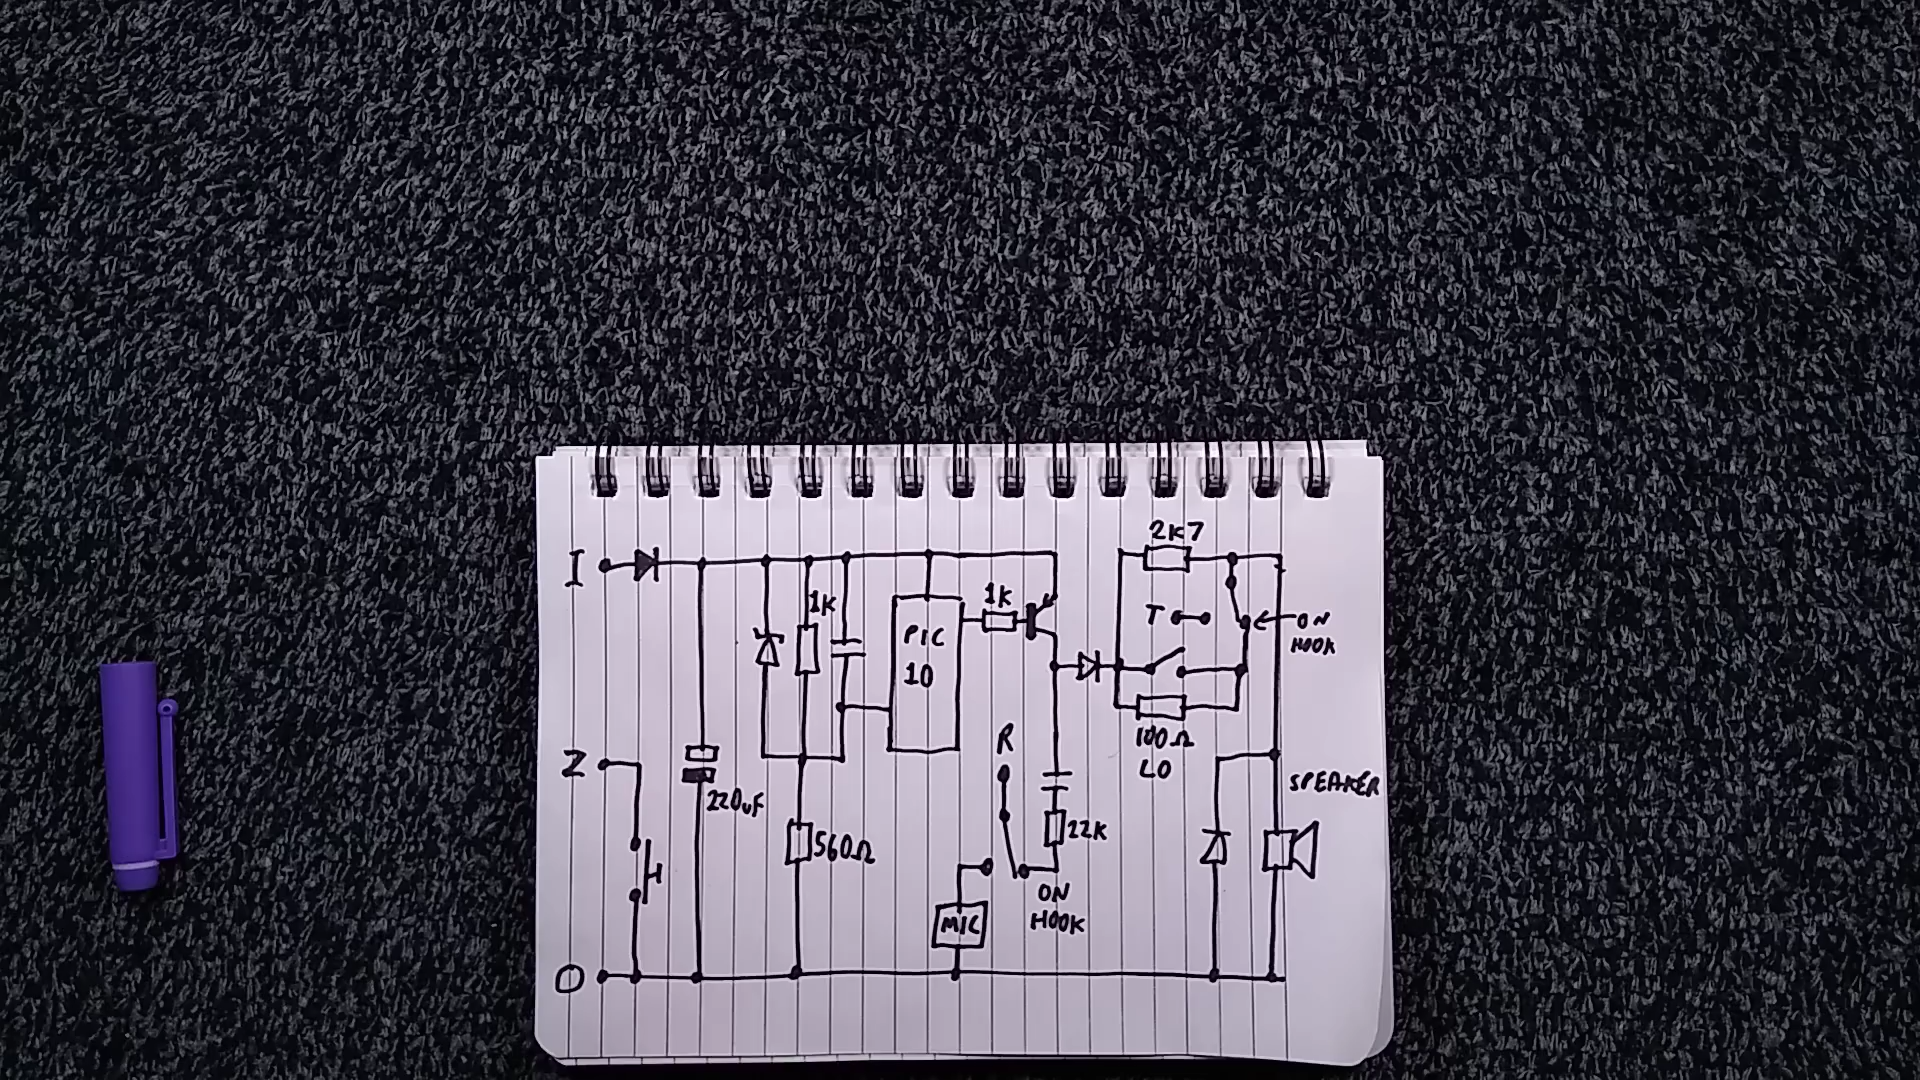 2K7
I
1K
1K
T
ON
HOOK
PIC
10
R
100Ω
LO
Z
SPEAKER
220uF
22K
560Ω
ON
HOOK
MIC
O